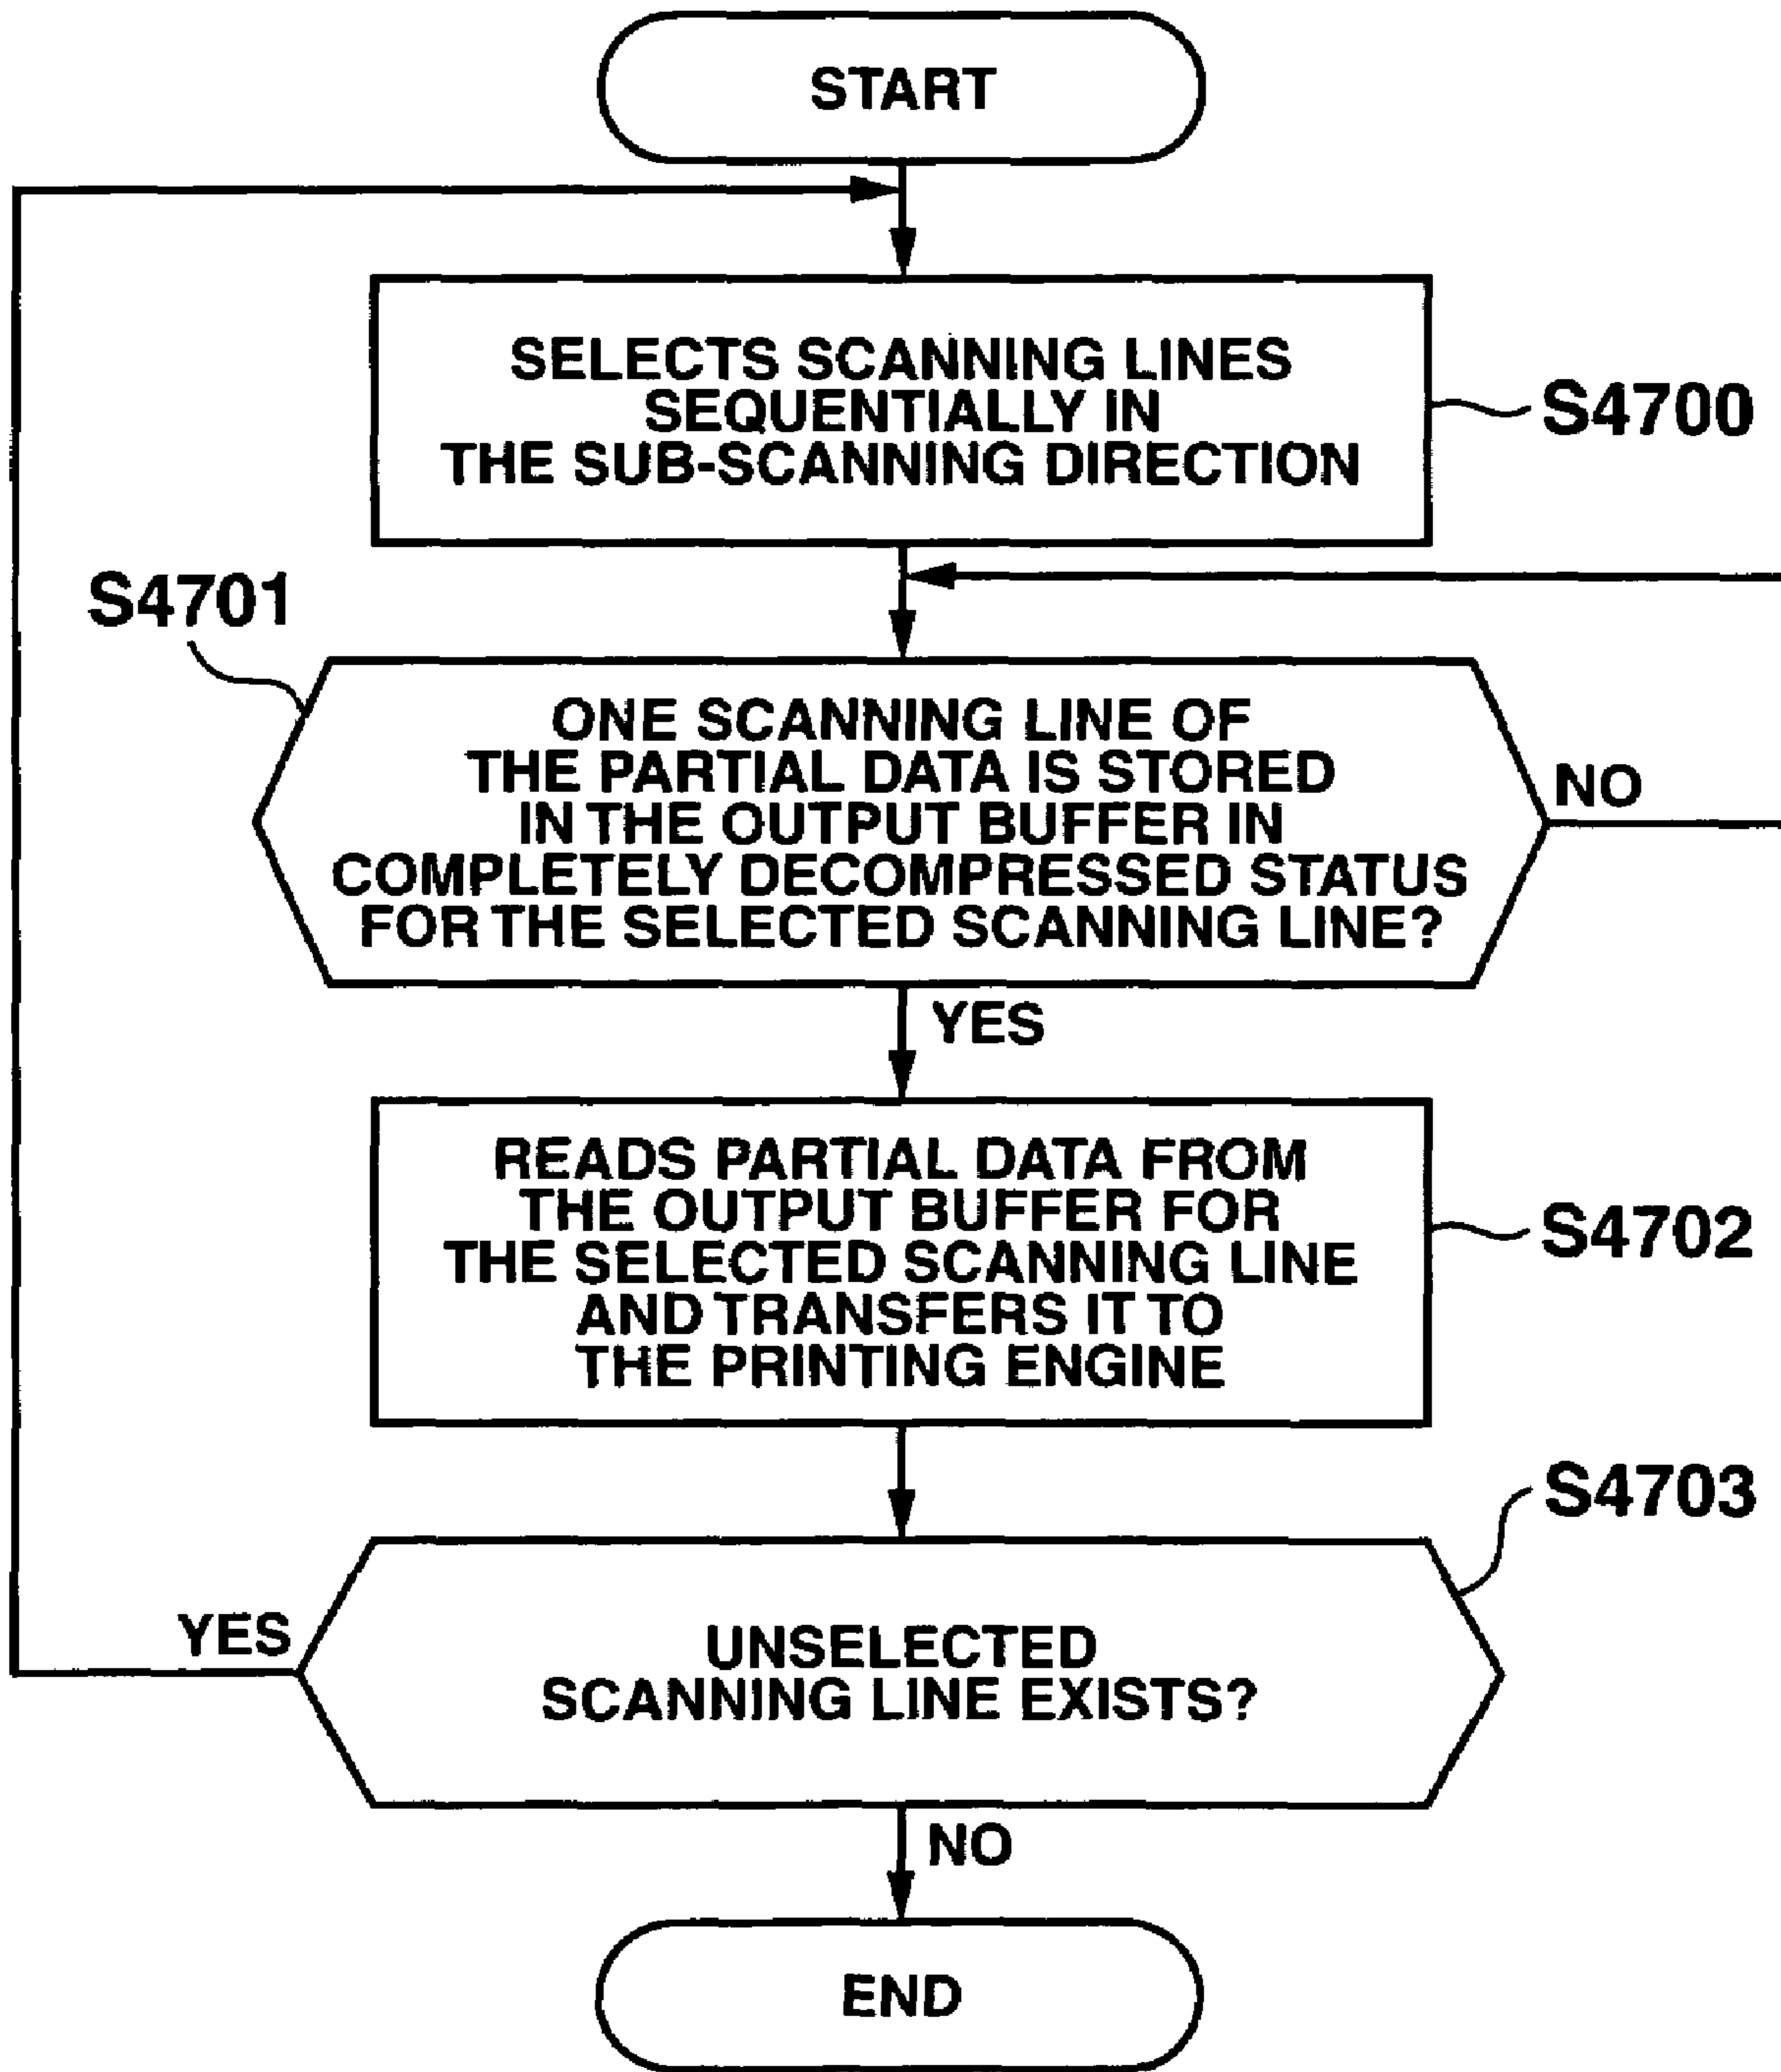 START
SELECTS SCANNING LINES
SEQUENTIALLY IN
THE SUB-SCANNING DIRECTION
S4700
S4701
ONE SCANNING LINE OF
THE PARTIAL DATA IS STORED
IN THE OUTPUT BUFFER IN
COMPLETELY DECOMPRESSED STATUS
FOR THE SELECTED SCANNING LINE?
NO
YES
READS PARTIAL DATA FROM
THE OUTPUT BUFFER FOR
THE SELECTED SCANNING LINE
AND TRANSFERS IT TO
THE PRINTING ENGINE
S4702
S4703
YES
UNSELECTED
SCANNING LINE EXISTS?
NO
END